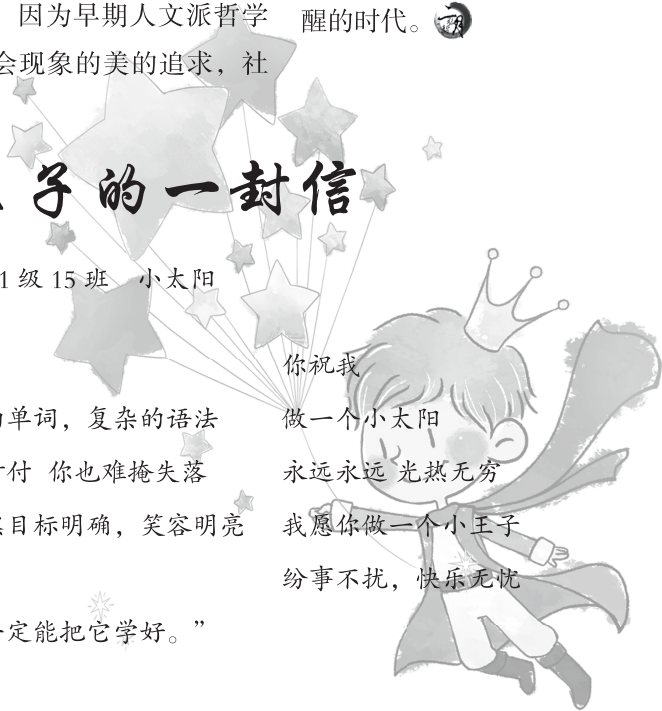 因为早期人文派哲学
会现象的美的追求，社
醒的时代。
子的一封信
1级15班　小太阳
单词，复杂的语法
付 你也难掩失落
目标明确，笑容明亮
定能把它学好。”
你祝我
做一个小太阳
永远永远 光热无穷
我愿你做一个小王子
纷事不扰，快乐无忧